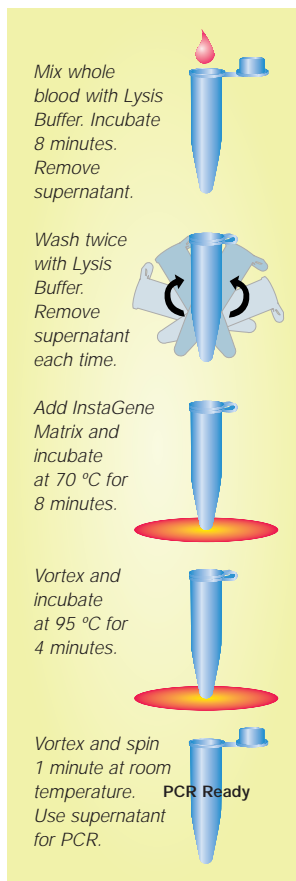 Mix whole
blood with Lysis
Buffer. Incubate
8 minutes.
Remove
supernatant.
Wash twice
with Lysis
Buffer.
Remove
supernatant
each time.
Add InstaGene
Matrix and
incubate
at 70 ºC for
8 minutes.
Vortex and
incubate
at 95 ºC for
4 minutes.
Vortex and spin
1 minute at room
temperature.
Use supernatant
for PCR.
PCR Ready